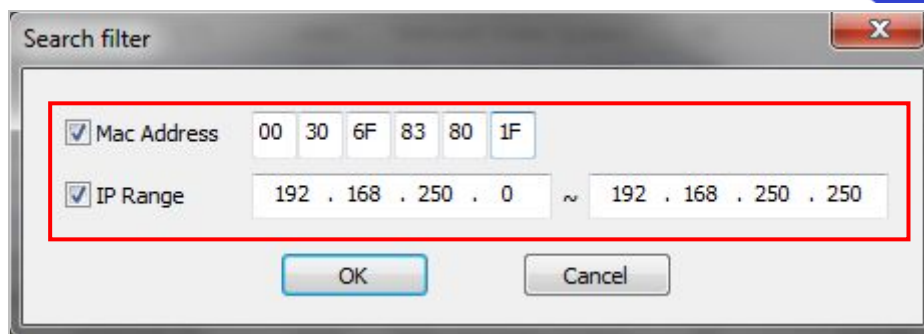 Search filter
Mac Address 00 30 6F 83 80 1F
IP Range 192 . 168 . 250 . 0 ~ 192 . 168 . 250 . 250
OK Cancel